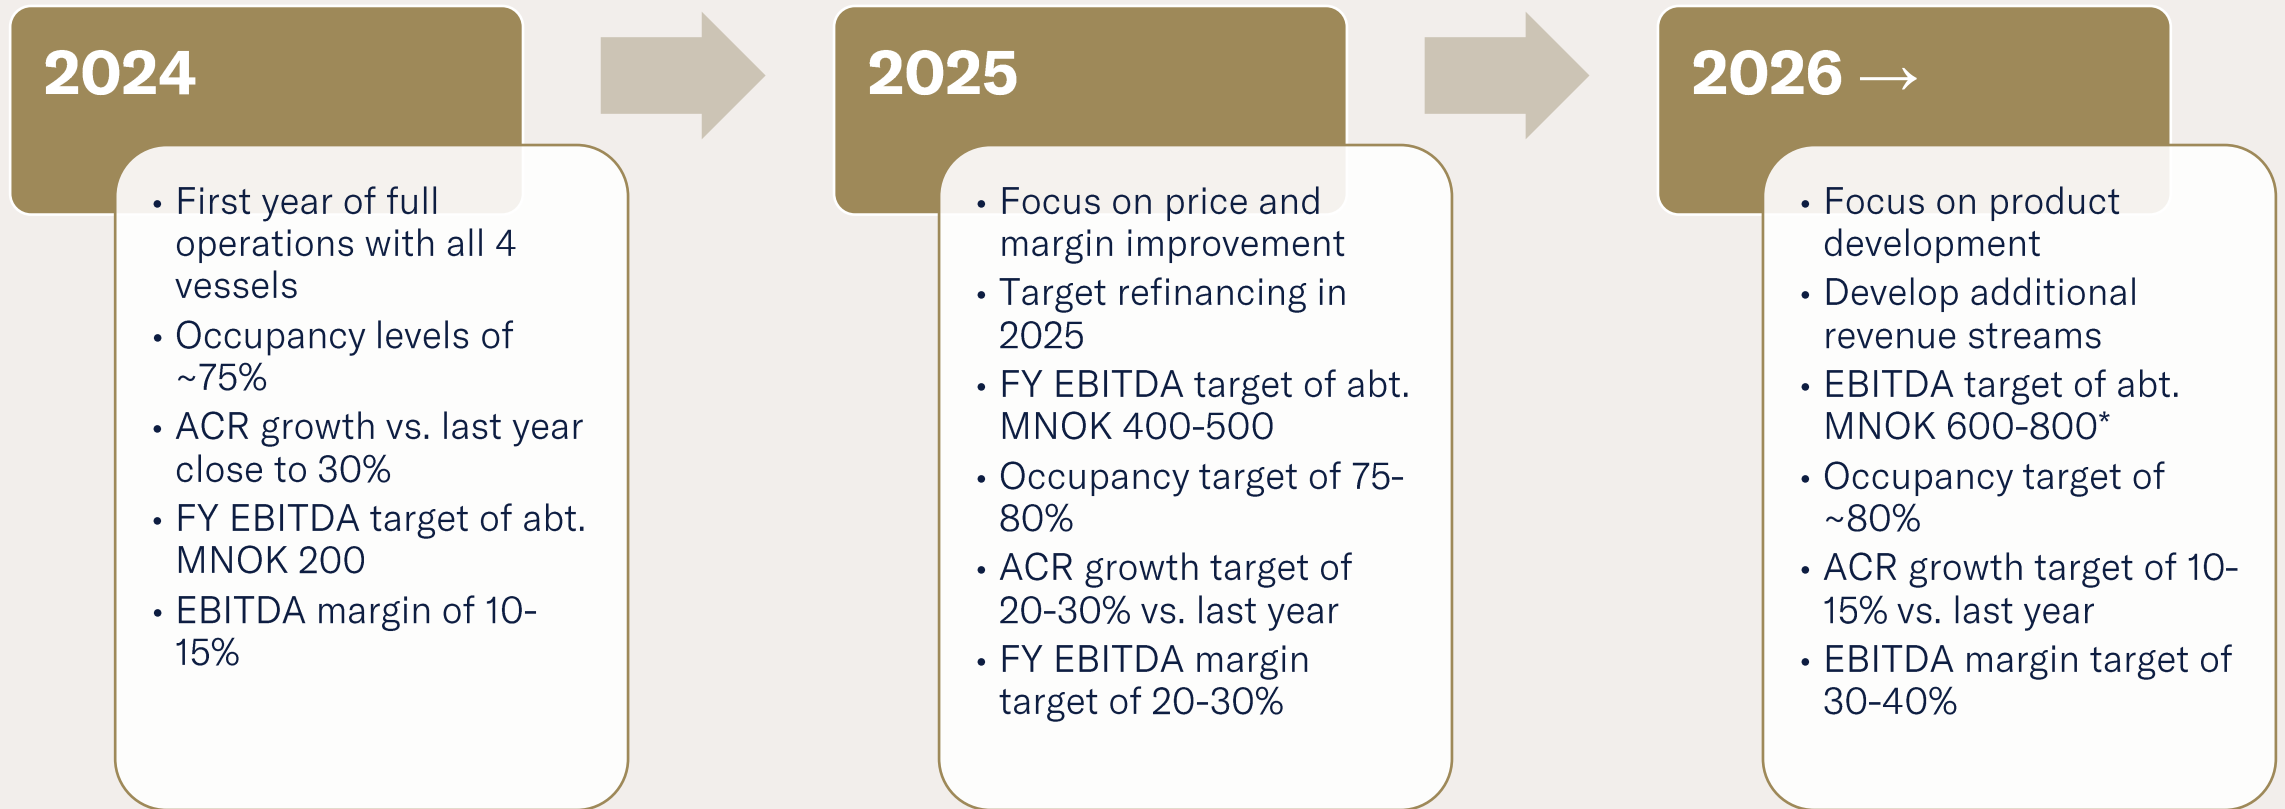 2024
• First year of full
operations with all 4
vessels
• Occupancy levels of
~75%
• ACR growth vs. last year
close to 30%
• FY EBITDA target of abt.
MNOK 200
• EBITDA margin of 10-
15%
2025
• Focus on price and
margin improvement
• Target refinancing in
2025
• FY EBITDA target of abt.
MNOK 400-500
• Occupancy target of 75-
80%
• ACR growth target of
20-30% vs. last year
• FY EBITDA margin
target of 20-30%
2026 →
• Focus on product
development
• Develop additional
revenue streams
• EBITDA target of abt.
MNOK 600-800*
• Occupancy target of
~80%
• ACR growth target of 10-
15% vs. last year
• EBITDA margin target of
30-40%